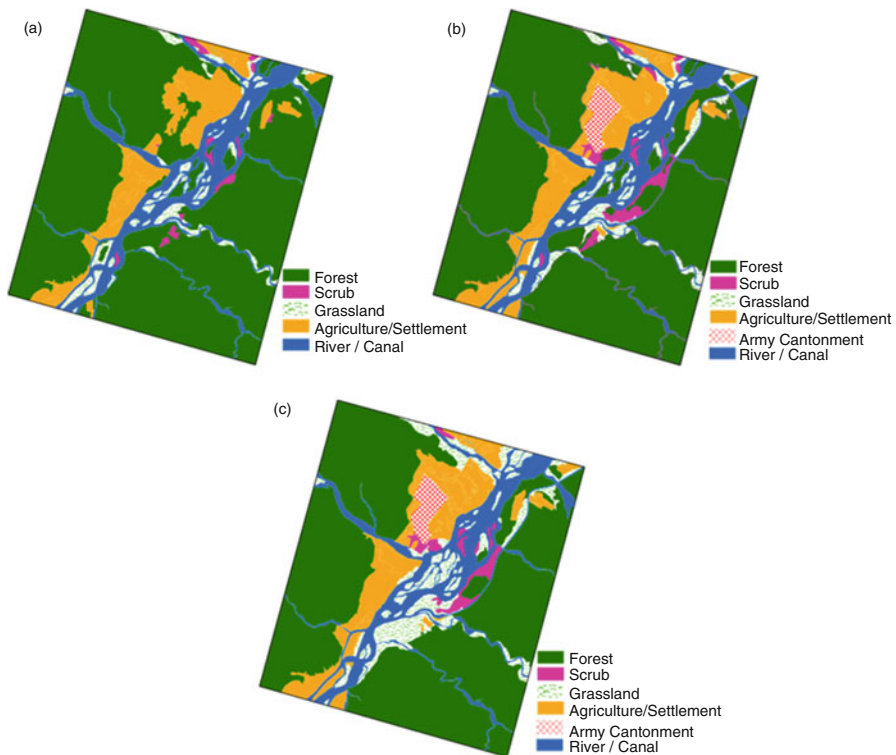 (a)
Forest
Scrub
Grassland
Agriculture/Settlement
River / Canal
(b)
Forest
Scrub
Grassland
Agriculture/Settlement
Army Cantonment
River / Canal
(c)
Forest
Scrub
Grassland
Agriculture/Settlement
Army Cantonment
River / Canal